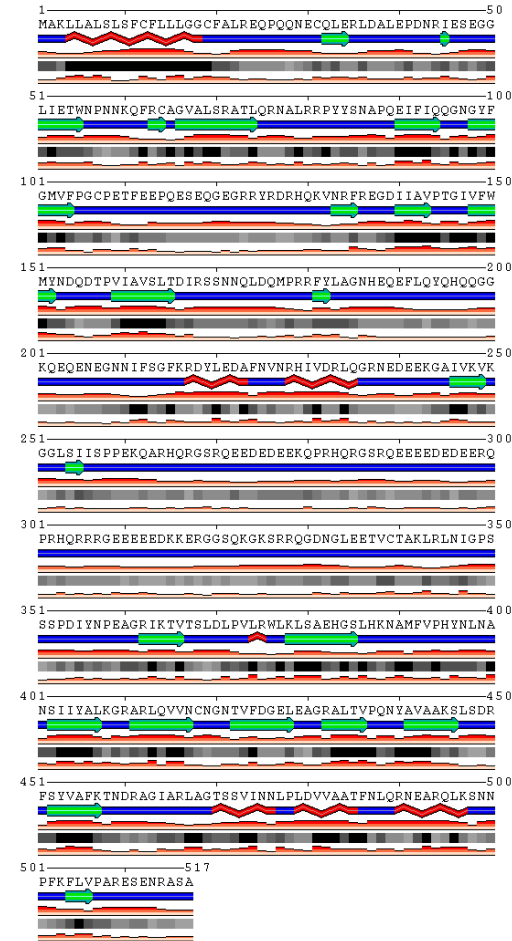 1 50
MAKLLALSLSFCFLLLGGCFALREQPQQNECQLERLDALEPDNRIESEGG
51 100
LIETWNPNNKQFRCAGVALSRATLQRNALRRPYYSNAPQEIFIQQGNGYF
101 150
GMVFPGCPETFEEPQESEQGEGRRYRDRHQKVNRFREGDIIAVPTGIVFW
151 200
MYNDQDTPVIAVSLTDIRSSNNQLDQMPRRFYLAGNHEQEFLQYQHQQGG
201 250
KQEQENEGNNIFSGFKRDYLEDAFNVNRHIVDRLQGRNEDEEKGAIVKVK
251 300
GGLSIISPPEKQARHQRGSRQEEDEDEEKQPRHQRGSRQEEEEDEDEERQ
301 350
PRHQRRRGEEEEEDKKERGGSQKGKSRRQGDNGLEETVCTAKLRLNIGPS
351 400
SSPDIYNPEAGRIKTVTSLDLPVLRWLKLSAEHGSLHKNAMFVPHYNLNA
401 450
NSIIYALKGRARLQVVNCNGNTVFDGELEAGRALTVPQNYAVAAKSLSDR
451 500
FSYVAFKTNDRAGIARLAGTSSVINNLPLDVVAATFNLQRNEARQLKSNN
501 517
PFKFLVPARESENRASA